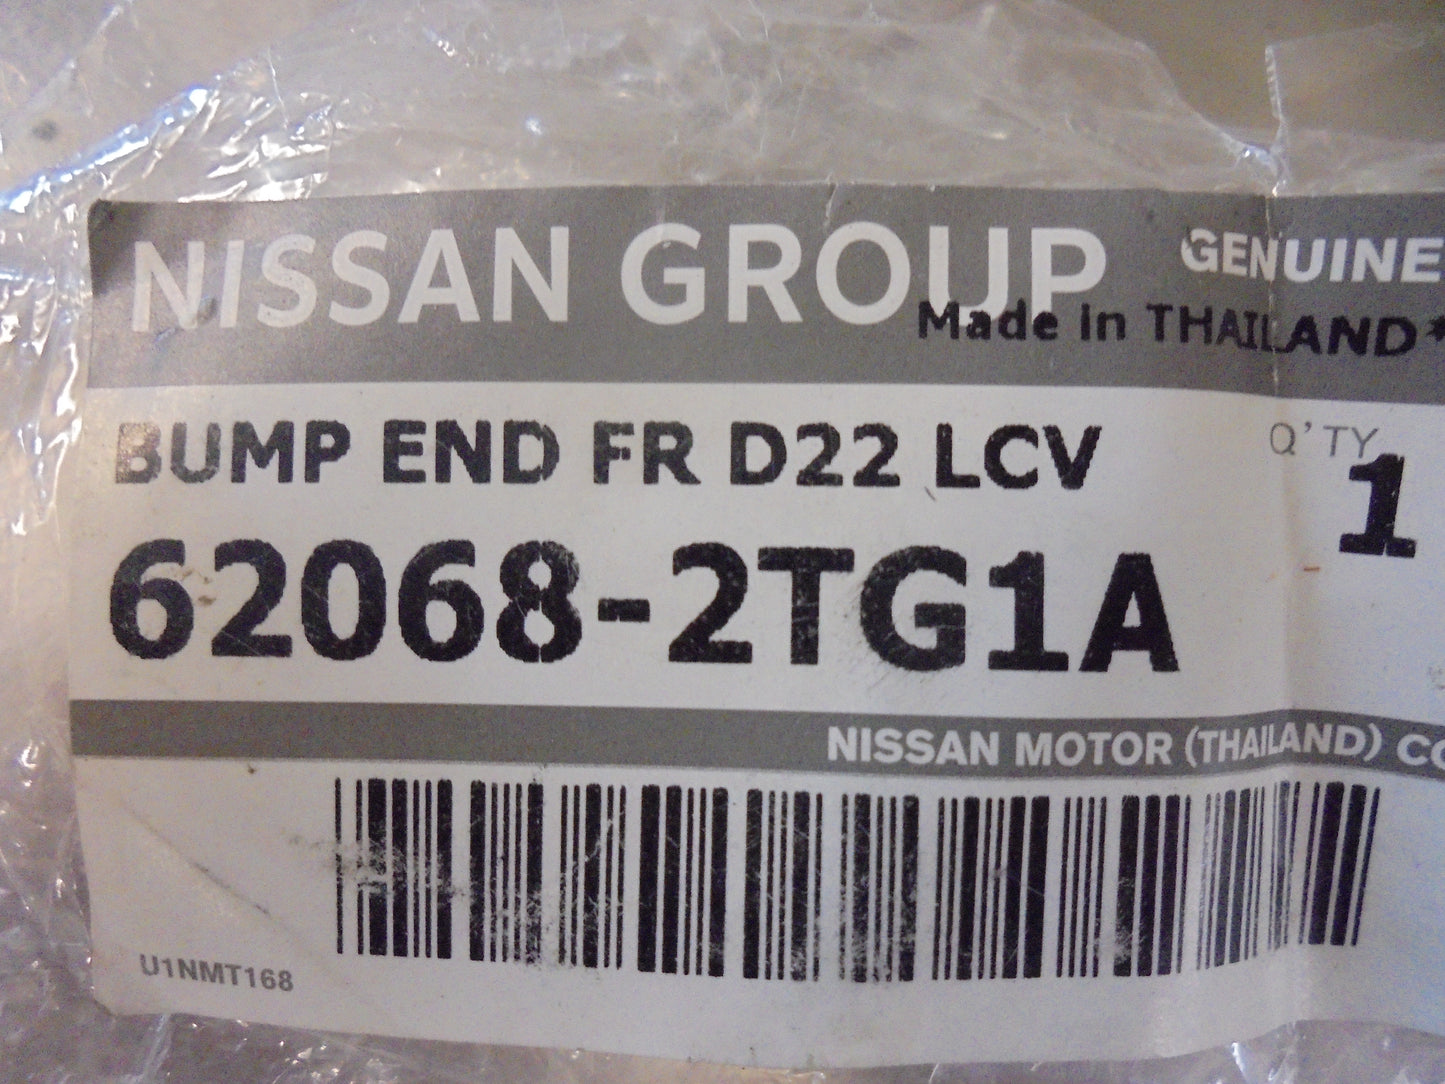 NISSAN GROUP GENUINE
Made in THAILAND*
BUMP END FR D22 LCV
Q'TY
1
62068-2TG1A
NISSAN MOTOR (THAILAND) CO
U1NMT168